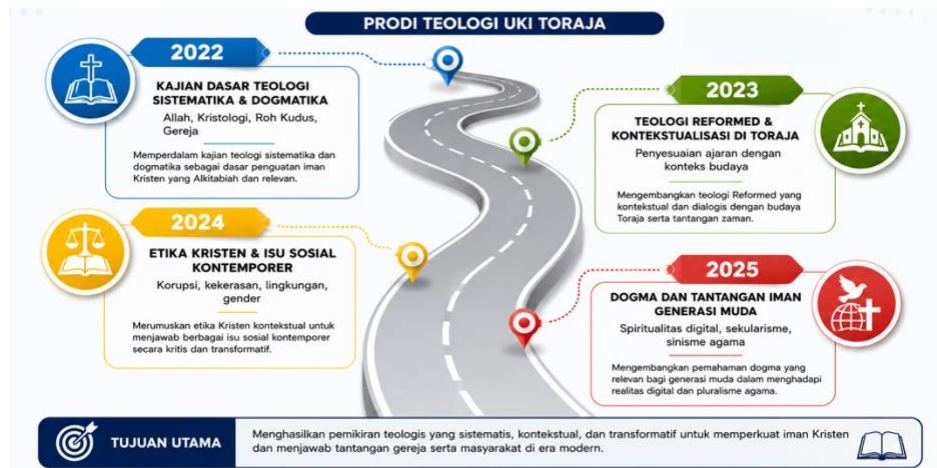 PRODI TEOLOGI UKI TORAJA
2022
KAJIAN DASAR TEOLOGI
SISTEMATIKA & DOGMATIKA
Allah, Kristologi, Roh Kudus,
Gereja
Memperdalam kajian teologi sistematika dan
dogmatika sebagai dasar penguatan iman
Kristen yang Alkitabiah dan relevan.
2023
TEOLOGI REFORMED &
KONTEKSTUALISASI DI TORAJA
Penyesuaian ajaran dengan
konteks budaya
Mengembangkan teologi Reformed yang
kontekstual dan dialogis dengan budaya
Toraja serta tantangan zaman.
2024
ETIKA KRISTEN & ISU SOSIAL
KONTEMPORER
Korupsi, kekerasan, lingkungan,
gender
Merumuskan etika Kristen kontekstual untuk
menjawab berbagai isu sosial kontemporer
secara kritis dan transformatif.
2025
DOGMA DAN TANTANGAN IMAN
GENERASI MUDA
Spiritualitas digital, sekularisme,
sinisme agama
Mengembangkan pemahaman dogma yang
relevan bagi generasi muda dalam menghadapi
realitas digital dan pluralisme agama.
TUJUAN UTAMA
Menghasilkan pemikiran teologis yang sistematis, kontekstual, dan transformatif untuk memperkuat iman Kristen
dan menjawab tantangan gereja serta masyarakat di era modern.